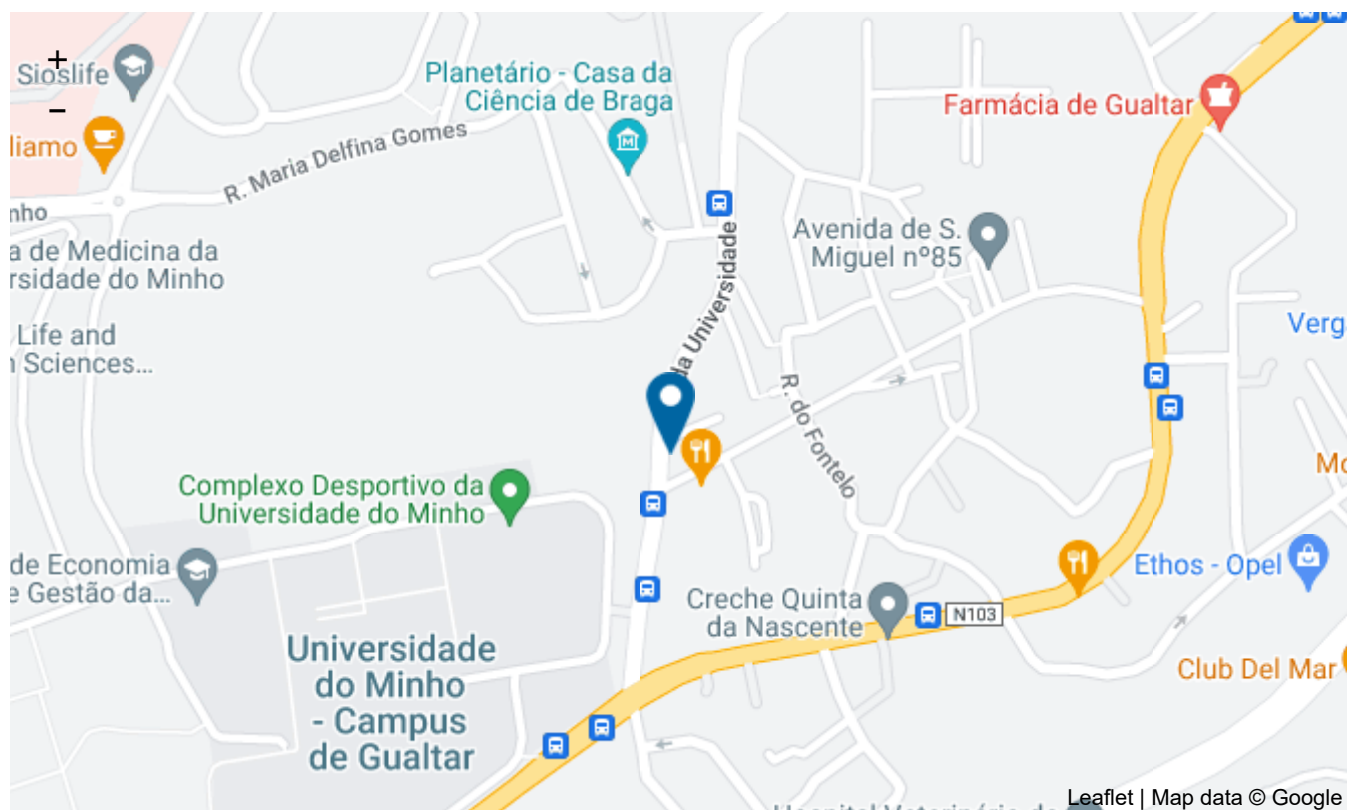 +
−
Sioslife
liamo
R. Maria Delfina Gomes
Planetário - Casa da
Ciência de Braga
Farmácia de Gualtar
nho
a de Medicina da
rsidade do Minho
Avenida de S.
Miguel nº85
da Universidade
Life and
n Sciences...
Verg
R. do Fontelo
Complexo Desportivo da
Universidade do Minho
Mo
de Economia
e Gestão da...
Ethos - Opel
Creche Quinta
da Nascente
N103
Universidade
do Minho
- Campus
de Gualtar
Club Del Mar
Leaflet | Map data © Google